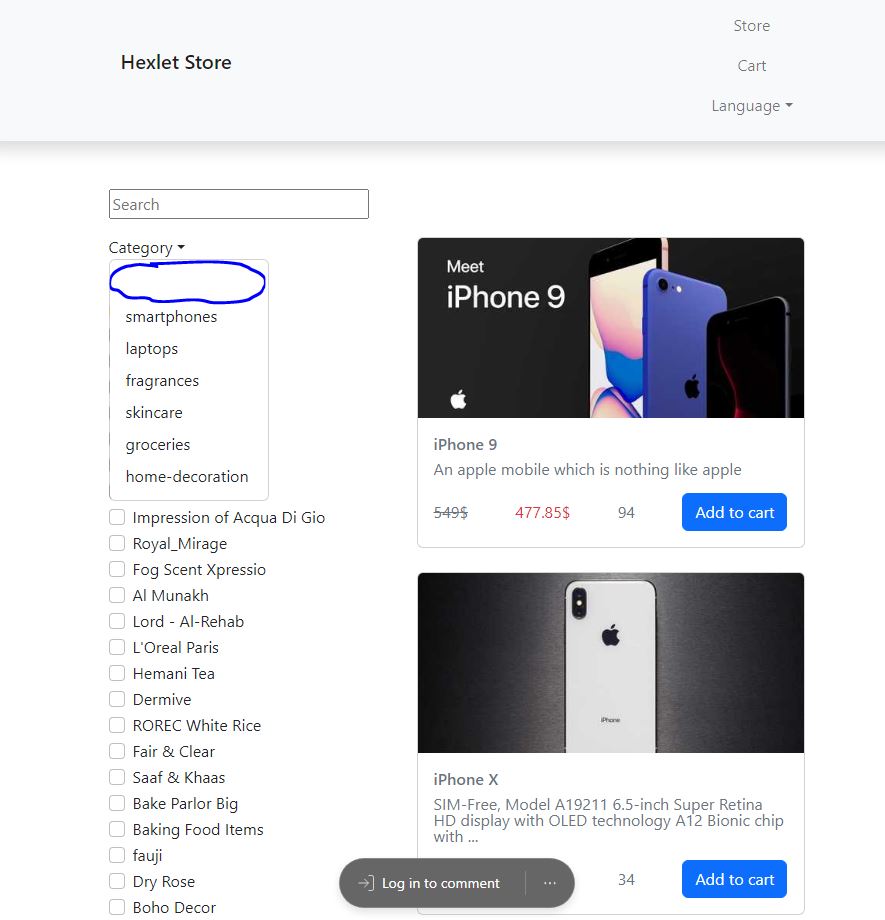 Hexlet Store
Store
Cart
Language
Search
Category
smartphones
laptops
fragrances
skincare
groceries
home-decoration
Impression of Acqua Di Gio
Royal_Mirage
Fog Scent Xpressio
Al Munakh
Lord - Al-Rehab
L'Oreal Paris
Hemani Tea
Dermive
ROREC White Rice
Fair & Clear
Saaf & Khaas
Bake Parlor Big
Baking Food Items
fauji
Dry Rose
Boho Decor
Meet
iPhone 9
iPhone 9
An apple mobile which is nothing like apple
549$ 477.85$ 94 Add to cart
iPhone
iPhone X
SIM-Free, Model A19211 6.5-inch Super Retina
HD display with OLED technology A12 Bionic chip
with ...
34 Add to cart
Log in to comment ...